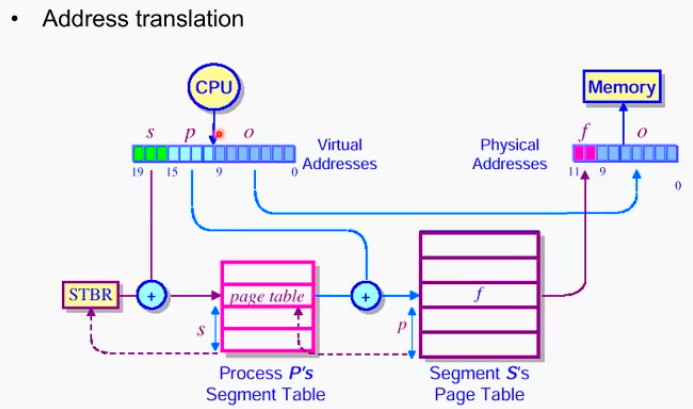 • Address translation
CPU
Memory
s p o
f o
Virtual
Addresses
Physical
Addresses
19 15 9 0
11 9 0
STBR
+
page table
+
f
s
p
Process P's
Segment Table
Segment S's
Page Table